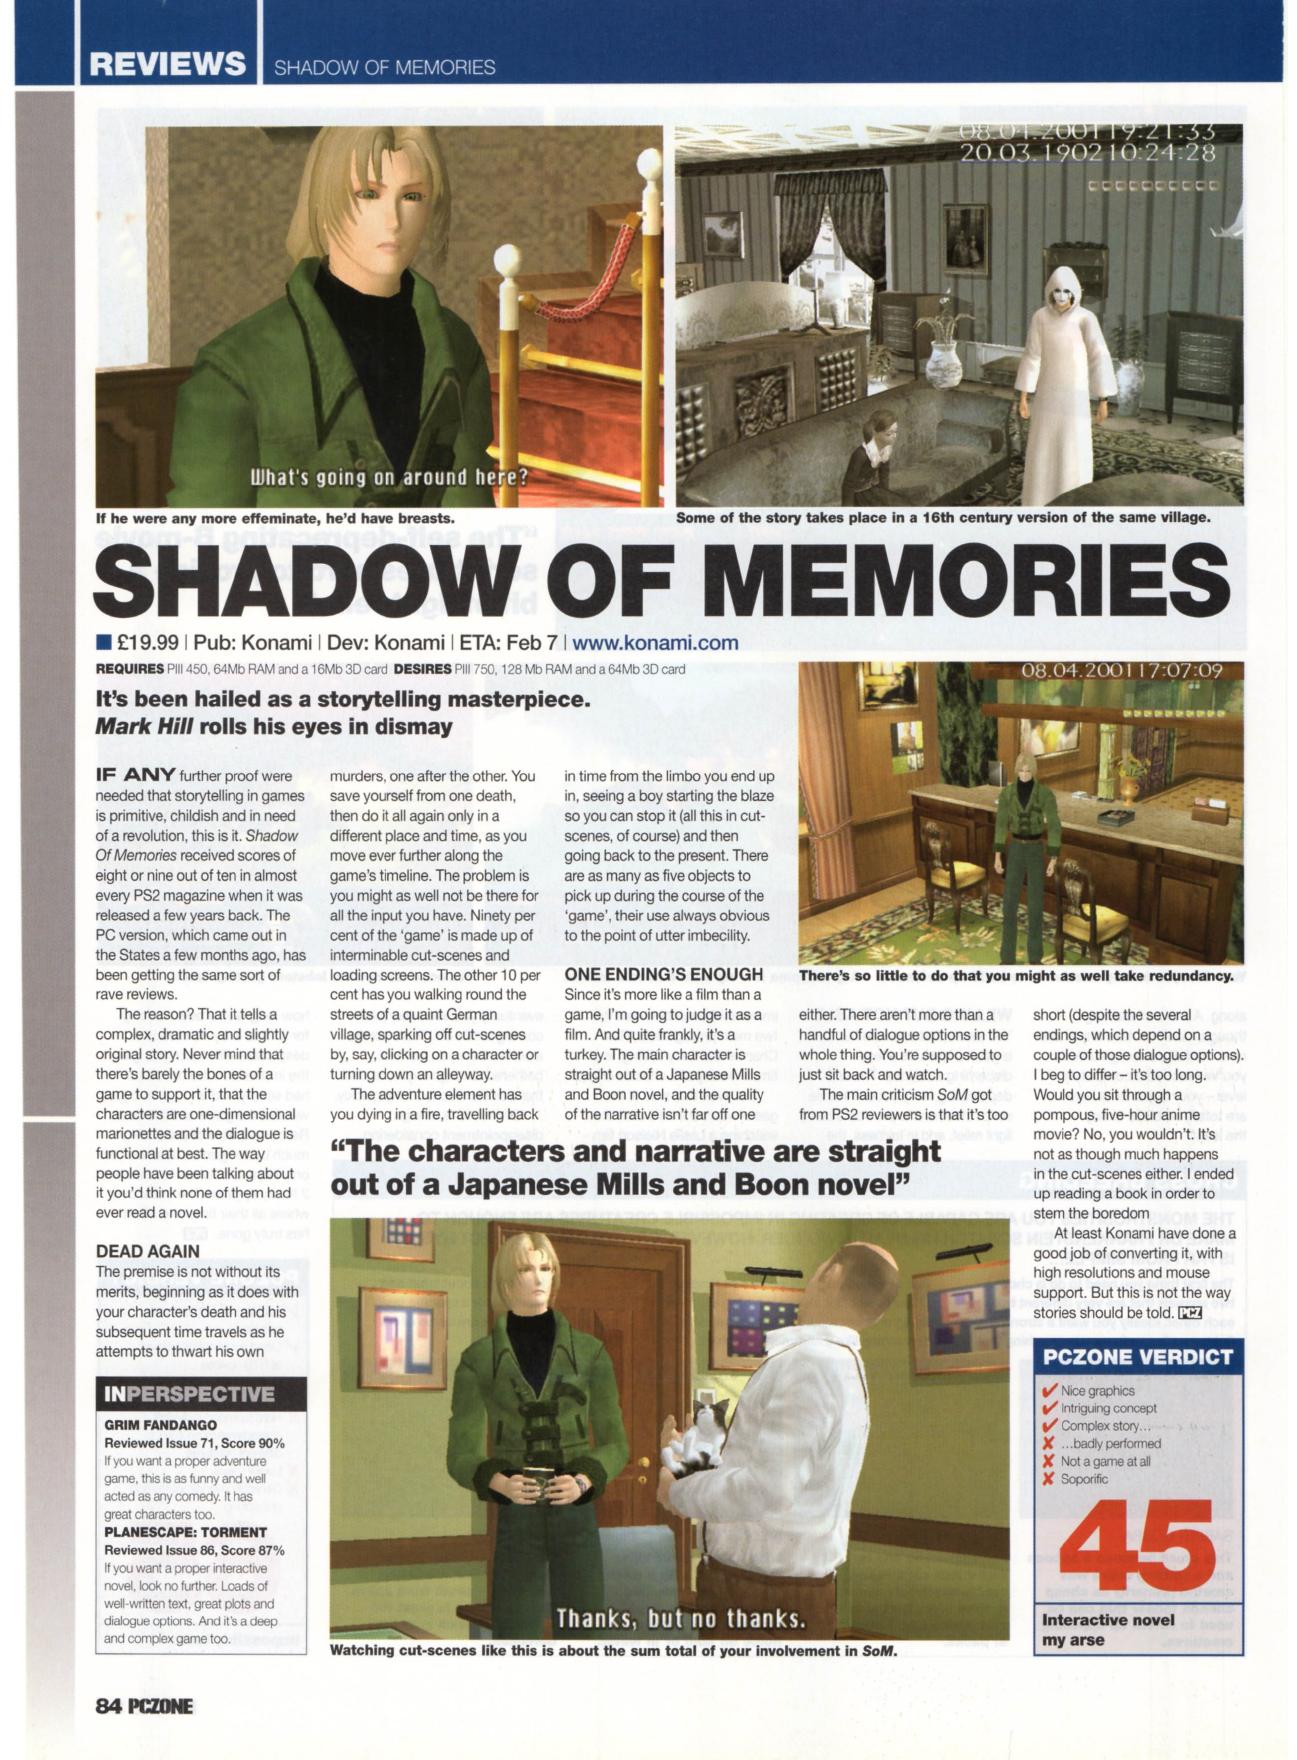 REVIEWS
SHADOW OF MEMORIES
What's going on around here?
08.04.2001 19:21:33
20.03.1902 10:24:28
If he were any more effeminate, he'd have breasts.
Some of the story takes place in a 16th century version of the same village.
SHADOW OF MEMORIES
£19.99 | Pub: Konami | Dev: Konami | ETA: Feb 7 | www.konami.com
REQUIRES PIII 450, 64Mb RAM and a 16Mb 3D card DESIRES PIII 750, 128 Mb RAM and a 64Mb 3D card
It's been hailed as a storytelling masterpiece.
Mark Hill rolls his eyes in dismay
08.04.2001 17:07:09
There's so little to do that you might as well take redundancy.
IF ANY further proof were
needed that storytelling in games
is primitive, childish and in need
of a revolution, this is it. Shadow
Of Memories received scores of
eight or nine out of ten in almost
every PS2 magazine when it was
released a few years back. The
PC version, which came out in
the States a few months ago, has
been getting the same sort of
rave reviews.
The reason? That it tells a
complex, dramatic and slightly
original story. Never mind that
there's barely the bones of a
game to support it, that the
characters are one-dimensional
marionettes and the dialogue is
functional at best. The way
people have been talking about
it you'd think none of them had
ever read a novel.
DEAD AGAIN
The premise is not without its
merits, beginning as it does with
your character's death and his
subsequent time travels as he
attempts to thwart his own
murders, one after the other. You
save yourself from one death,
then do it all again only in a
different place and time, as you
move ever further along the
game's timeline. The problem is
you might as well not be there for
all the input you have. Ninety per
cent of the 'game' is made up of
interminable cut-scenes and
loading screens. The other 10 per
cent has you walking round the
streets of a quaint German
village, sparking off cut-scenes
by, say, clicking on a character or
turning down an alleyway.
The adventure element has
you dying in a fire, travelling back
in time from the limbo you end up
in, seeing a boy starting the blaze
so you can stop it (all this in cut-
scenes, of course) and then
going back to the present. There
are as many as five objects to
pick up during the course of the
'game', their use always obvious
to the point of utter imbecility.
ONE ENDING'S ENOUGH
Since it's more like a film than a
game, I'm going to judge it as a
film. And quite frankly, it's a
turkey. The main character is
straight out of a Japanese Mills
and Boon novel, and the quality
of the narrative isn't far off one
either. There aren't more than a
handful of dialogue options in the
whole thing. You're supposed to
just sit back and watch.
The main criticism SoM got
from PS2 reviewers is that it's too
short (despite the several
endings, which depend on a
couple of those dialogue options).
I beg to differ – it's too long.
Would you sit through a
pompous, five-hour anime
movie? No, you wouldn't. It's
not as though much happens
in the cut-scenes either. I ended
up reading a book in order to
stem the boredom
At least Konami have done a
good job of converting it, with
high resolutions and mouse
support. But this is not the way
stories should be told. PCZ
"The characters and narrative are straight
out of a Japanese Mills and Boon novel"
Thanks, but no thanks.
Watching cut-scenes like this is about the sum total of your involvement in SoM.
INPERSPECTIVE
GRIM FANDANGO
Reviewed Issue 71, Score 90%
If you want a proper adventure
game, this is as funny and well
acted as any comedy. It has
great characters too.
PLANESCAPE: TORMENT
Reviewed Issue 86, Score 87%
If you want a proper interactive
novel, look no further. Loads of
well-written text, great plots and
dialogue options. And it's a deep
and complex game too.
PCZONE VERDICT
✔ Nice graphics
✔ Intriguing concept
✔ Complex story...
✘ ...badly performed
✘ Not a game at all
✘ Soporific
45
Interactive novel
my arse
84 PCZONE